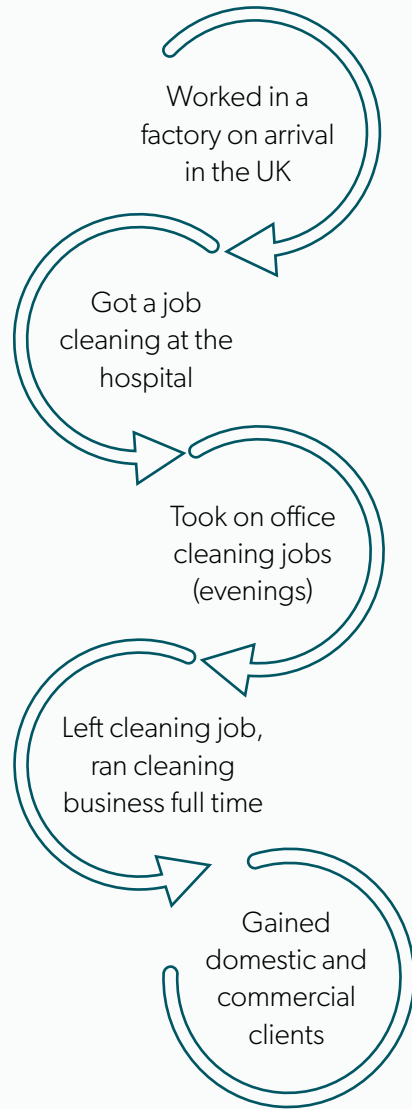 Worked in a
factory on arrival
in the UK
Got a job
cleaning at the
hospital
Took on office
cleaning jobs
(evenings)
Left cleaning job,
ran cleaning
business full time
Gained
domestic and
commercial
clients